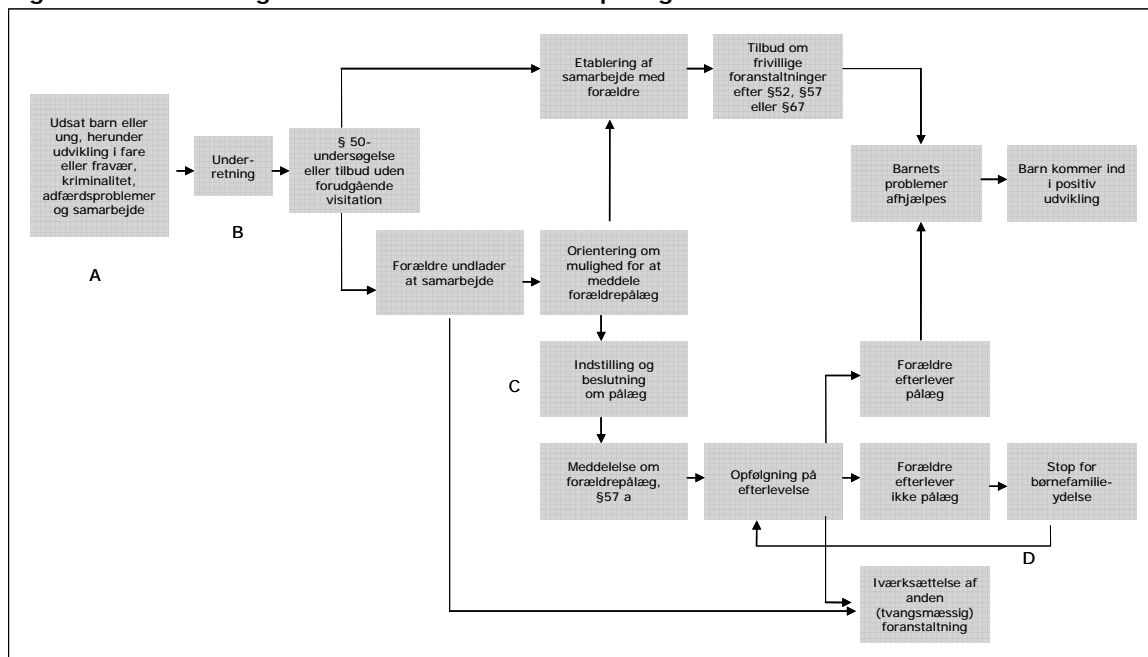 Etablering af
samarbejde med
forældre
Tilbud om
frivillige
foranstaltninger
efter §52, §57
eller §67
Udsat barn eller
ung, herunder
udvikling i fare
eller fravær,
kriminalitet,
adfærdsproblemer
og samarbejde
Under-
retning
§ 50-
undersøgelse
eller tilbud uden
forudgående
visitation
Barnets
problemer
afhjælpes
Barn kommer ind
i positiv
udvikling
B
A
Forældre undlader
at samarbejde
Orientering om
mulighed for at
meddele
forældrepålæg
C
Indstilling og
beslutning
om pålæg
Forældre
efterlever
pålæg
Meddelelse om
forældrepålæg,
§57 a
Opfølgning på
efterlevelse
Forældre
efterlever
ikke pålæg
Stop for
børnefamilie-
ydelse
D
Iværksættelse af
anden
(tvangsmæssig)
foranstaltning